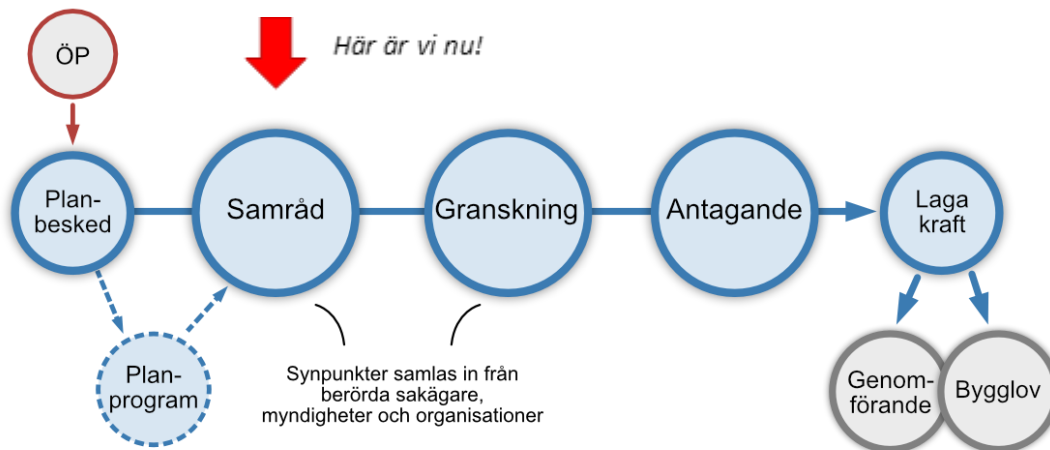 ÖP
Här är vi nu!
Plan-
besked
Samråd
Granskning
Antagande
Laga
kraft
Plan-
program
Synpunkter samlas in från
berörda sakägare,
myndigheter och organisationer
Genom-
förande
Bygglov